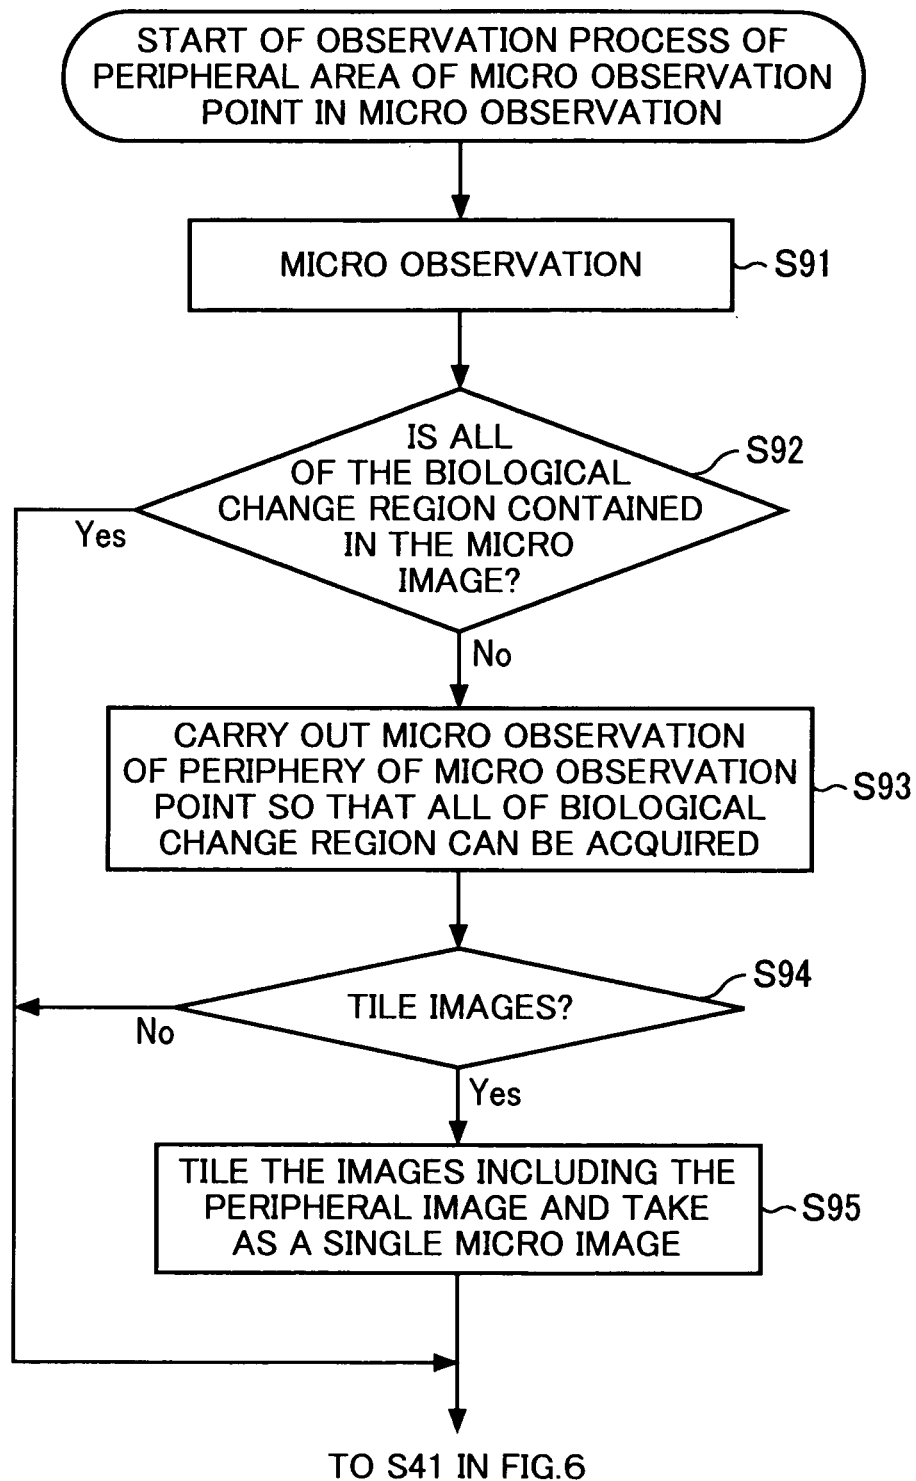 START OF OBSERVATION PROCESS OF
PERIPHERAL AREA OF MICRO OBSERVATION
POINT IN MICRO OBSERVATION
MICRO OBSERVATION
S91
IS ALL
OF THE BIOLOGICAL
CHANGE REGION CONTAINED
IN THE MICRO
IMAGE?
S92
Yes
No
CARRY OUT MICRO OBSERVATION
OF PERIPHERY OF MICRO OBSERVATION
POINT SO THAT ALL OF BIOLOGICAL
CHANGE REGION CAN BE ACQUIRED
S93
TILE IMAGES?
S94
No
Yes
TILE THE IMAGES INCLUDING THE
PERIPHERAL IMAGE AND TAKE
AS A SINGLE MICRO IMAGE
S95
TO S41 IN FIG.6